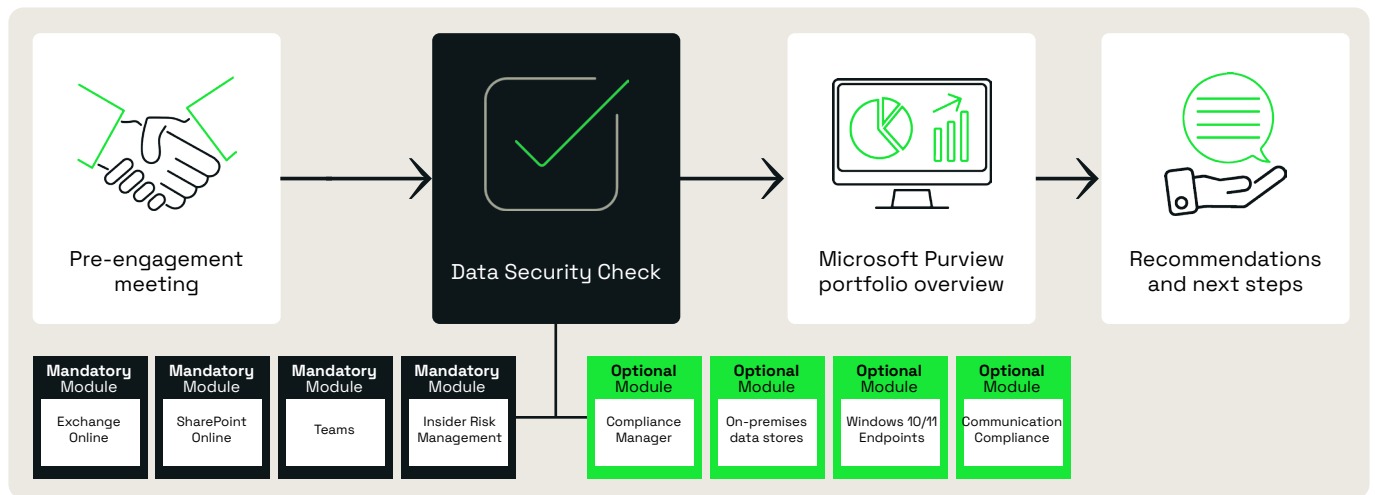 Pre-engagement
meeting
Data Security Check
Microsoft Purview
portfolio overview
Recommendations
and next steps
Mandatory
Module
Exchange
Online
Mandatory
Module
SharePoint
Online
Mandatory
Module
Teams
Mandatory
Module
Insider Risk
Management
Optional
Module
Compliance
Manager
Optional
Module
On-premises
data stores
Optional
Module
Windows 10/11
Endpoints
Optional
Module
Communication
Compliance